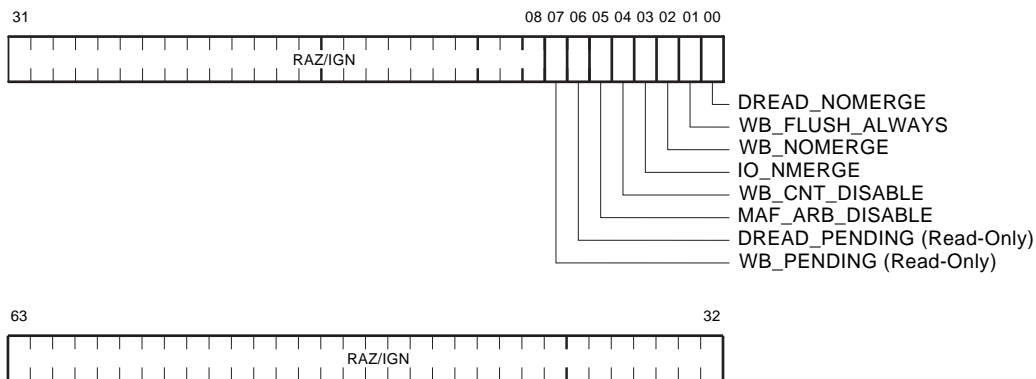 31 08 07 06 05 04 03 02 01 00
RAZ/IGN
DREAD_NOMERGE
WB_FLUSH_ALWAYS
WB_NOMERGE
IO_NMERGE
WB_CNT_DISABLE
MAF_ARB_DISABLE
DREAD_PENDING (Read-Only)
WB_PENDING (Read-Only)
63 32
RAZ/IGN